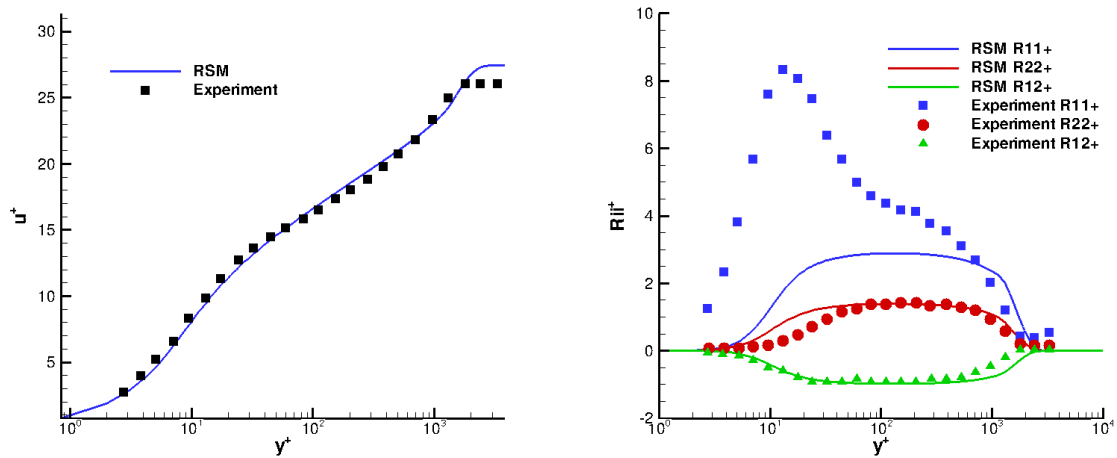 u+
30
25
20
15
10
5
RSM
Experiment
10^0
10^1
10^2
10^3
y+
Rii+
10
8
6
4
2
0
-2
RSM R11+
RSM R22+
RSM R12+
Experiment R11+
Experiment R22+
Experiment R12+
10^0
10^1
10^2
10^3
10^4
y+